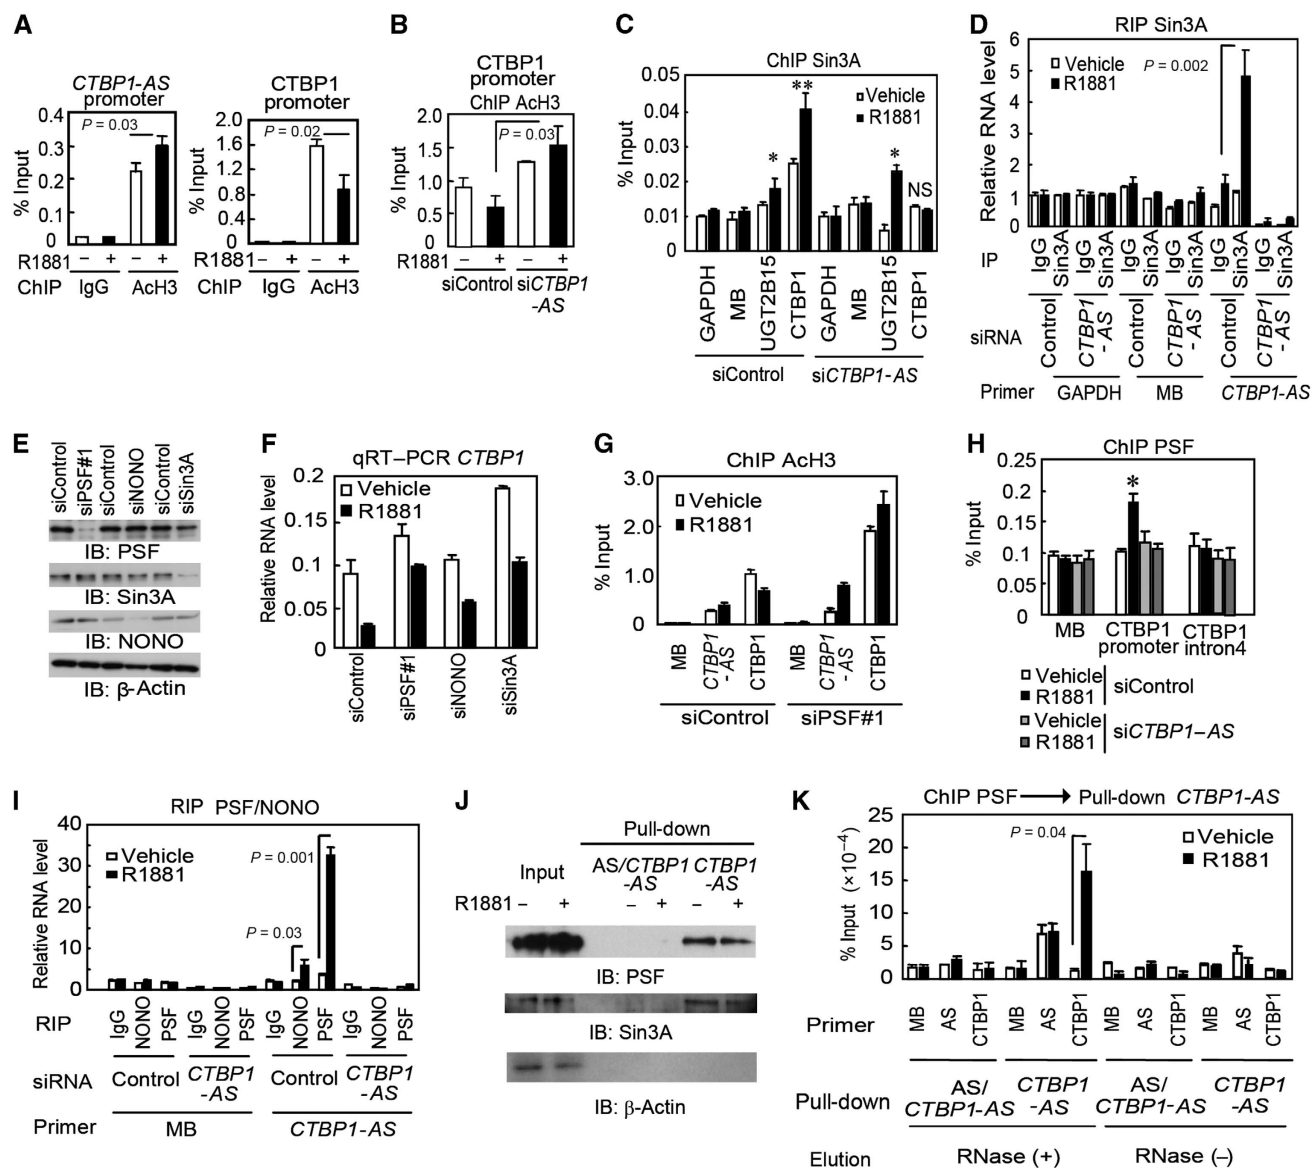 A
CTBP1-AS
promoter
P = 0.03
% Input
0.4
0.3
0.2
0.1
0
R1881 – + – +
ChIP IgG AcH3
CTBP1
promoter
P = 0.02
% Input
2.0
1.6
1.2
0.8
0.4
0
R1881 – + – +
ChIP IgG AcH3
B
CTBP1
promoter
ChIP AcH3
P = 0.03
% Input
2.0
1.5
1.0
0.5
0
R1881 – + – +
siControl siCTBP1
-AS
C
ChIP Sin3A
Vehicle
R1881
% Input
0.05
0.04
0.03
0.02
0.01
0
* ** * NS
GAPDH MB UGT2B15 CTBP1 GAPDH MB UGT2B15 CTBP1
siControl siCTBP1-AS
D
RIP Sin3A
Vehicle
R1881
P = 0.002
Relative RNA level
6
5
4
3
2
1
0
IP IgG Sin3A IgG Sin3A IgG Sin3A IgG Sin3A IgG Sin3A IgG Sin3A
siRNA Control CTBP1-AS Control CTBP1-AS Control CTBP1-AS
Primer GAPDH MB CTBP1-AS
E
siControl siPSF#1 siControl siNONO siControl siSin3A
IB: PSF
IB: Sin3A
IB: NONO
IB: β-Actin
F
qRT–PCR CTBP1
Vehicle
R1881
Relative RNA level
0.2
0.15
0.1
0.05
0
siControl siPSF#1 siNONO siSin3A
G
ChIP AcH3
Vehicle
R1881
% Input
3.0
2.0
1.0
0
MB CTBP1-AS CTBP1 MB CTBP1-AS CTBP1
siControl siPSF#1
H
ChIP PSF
% Input
0.25
0.2
0.15
0.1
0.05
0
*
MB CTBP1 CTBP1
promoter intron4
Vehicle
R1881 siControl
Vehicle
R1881 siCTBP1–AS
I
RIP PSF/NONO
Vehicle
R1881
P = 0.001
P = 0.03
Relative RNA level
40
30
20
10
0
RIP IgG NONO PSF IgG NONO PSF IgG NONO PSF IgG NONO PSF
siRNA Control CTBP1 Control CTBP1
-AS -AS
Primer MB CTBP1-AS
J
Pull-down
Input AS/CTBP1 CTBP1
-AS -AS
R1881 – + – + – +
IB: PSF
IB: Sin3A
IB: β-Actin
K
ChIP PSF Pull-down CTBP1-AS
P = 0.04
Vehicle
R1881
% Input (×10–4)
25
20
15
10
5
0
Primer MB AS CTBP1 MB AS CTBP1 MB AS CTBP1 MB AS CTBP1
Pull-down AS/ CTBP1 AS/ CTBP1
CTBP1-AS -AS CTBP1-AS -AS
Elution RNase (+) RNase (–)